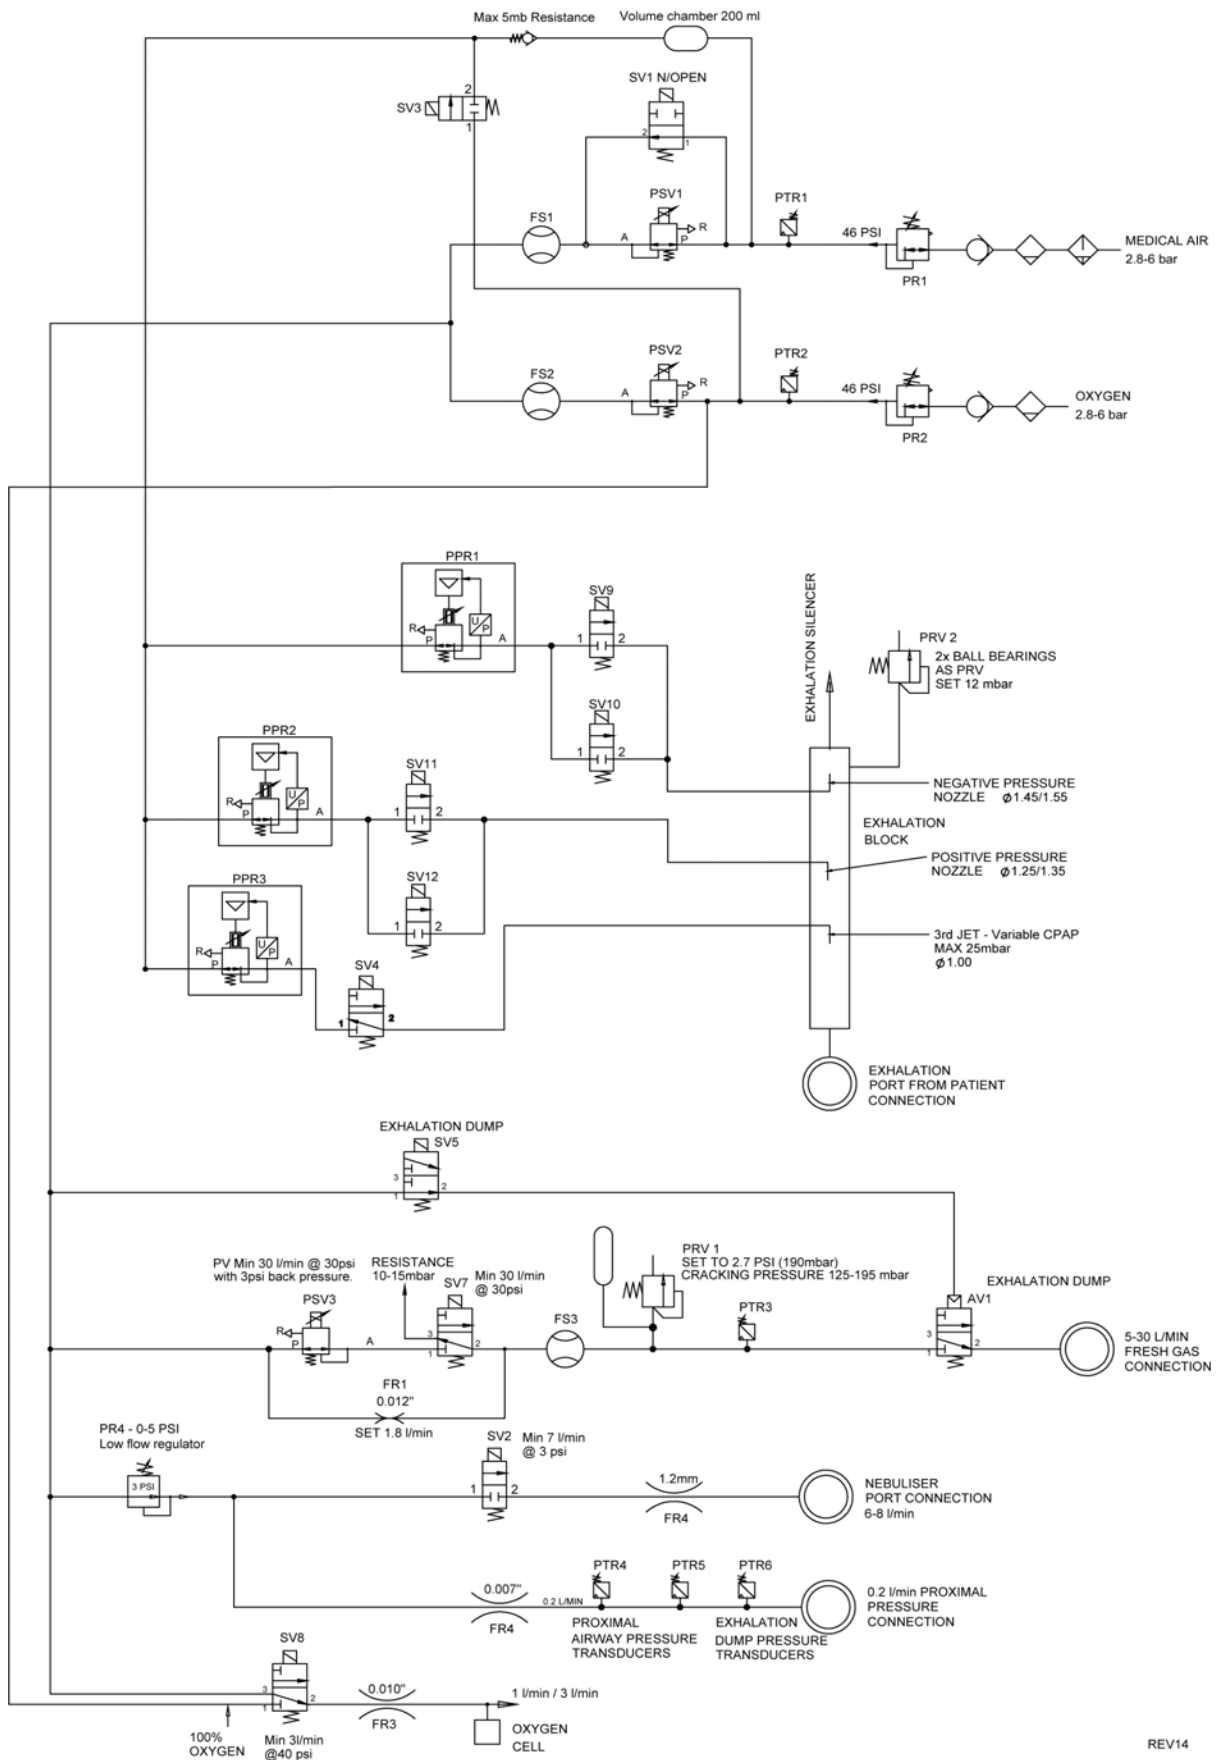 Max 5mb Resistance
Volume chamber 200 ml
SV1 N/OPEN
2
SV3
1
2
1
PSV1
PTR1
FS1
R
A
P
46 PSI
MEDICAL AIR
2.8-6 bar
PR1
PSV2
PTR2
FS2
R
A
P
46 PSI
OXYGEN
2.8-6 bar
PR2
PPR1
R
P
U
P
A
SV9
1
2
SV10
1
2
EXHALATION SILENCER
PRV 2
2x BALL BEARINGS
AS PRV
SET 12 mbar
PPR2
R
P
U
P
A
SV11
1
2
SV12
1
2
NEGATIVE PRESSURE
NOZZLE ϕ1.45/1.55
EXHALATION
BLOCK
POSITIVE PRESSURE
NOZZLE ϕ1.25/1.35
PPR3
R
P
U
P
A
SV4
1
2
3rd JET - Variable CPAP
MAX 25mbar
ϕ1.00
EXHALATION
PORT FROM PATIENT
CONNECTION
EXHALATION DUMP
SV5
3
1
2
PV Min 30 l/min @ 30psi
with 3psi back pressure.
RESISTANCE
10-15mbar
SV7
Min 30 l/min
@ 30psi
PSV3
R
P
A
3
1
2
FS3
PRV 1
SET TO 2.7 PSI (190mbar)
CRACKING PRESSURE 125-195 mbar
PTR3
EXHALATION DUMP
AV1
3
1
2
5-30 L/MIN
FRESH GAS
CONNECTION
FR1
0.012"
SET 1.8 l/min
PR4 - 0-5 PSI
Low flow regulator
3 PSI
SV2
Min 7 l/min
@ 3 psi
1
2
1.2mm
FR4
NEBULISER
PORT CONNECTION
6-8 l/min
0.007"
FR4
0.2 L/MIN
PTR4
PTR5
PTR6
PROXIMAL
AIRWAY PRESSURE
TRANSDUCERS
EXHALATION
DUMP PRESSURE
TRANSDUCERS
0.2 l/min PROXIMAL
PRESSURE
CONNECTION
SV8
3
1
2
100%
OXYGEN
Min 3l/min
@40 psi
0.010"
FR3
1 l/min / 3 l/min
OXYGEN
CELL
REV14